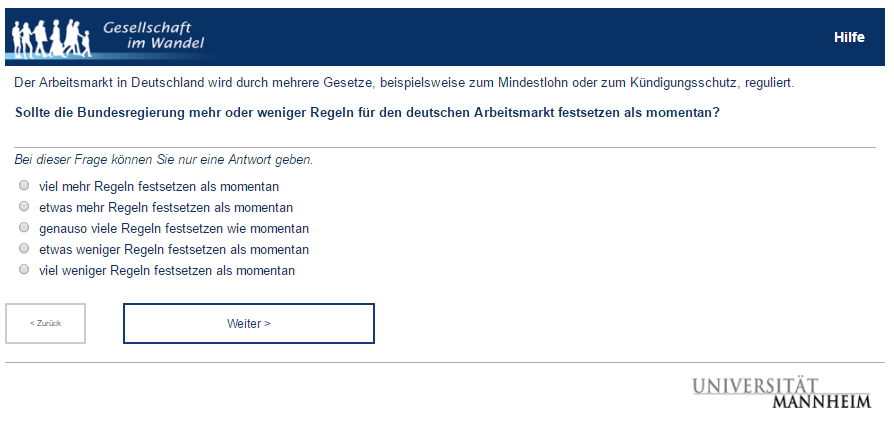 Gesellschaft
im Wandel
Hilfe
Der Arbeitsmarkt in Deutschland wird durch mehrere Gesetze, beispielsweise zum Mindestlohn oder zum Kündigungsschutz, reguliert.
Sollte die Bundesregierung mehr oder weniger Regeln für den deutschen Arbeitsmarkt festsetzen als momentan?
Bei dieser Frage können Sie nur eine Antwort geben.
viel mehr Regeln festsetzen als momentan
etwas mehr Regeln festsetzen als momentan
genauso viele Regeln festsetzen wie momentan
etwas weniger Regeln festsetzen als momentan
viel weniger Regeln festsetzen als momentan
< Zurück
Weiter >
UNIVERSITÄT
MANNHEIM